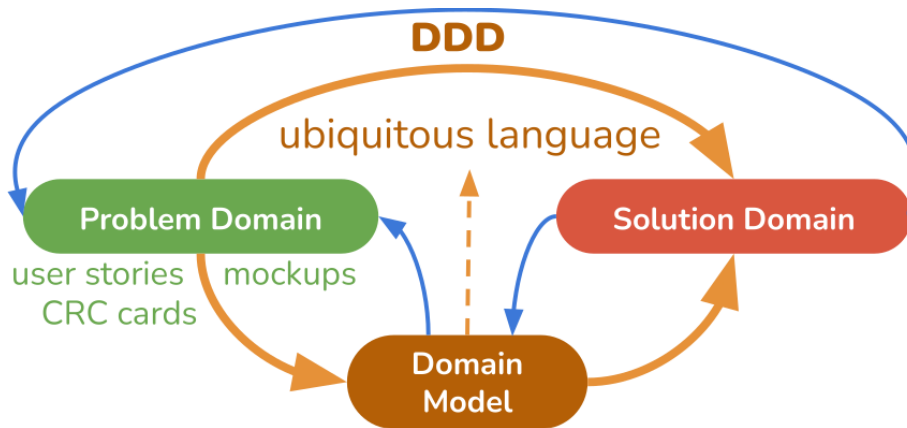 DDD
ubiquitous language
Problem Domain
Solution Domain
user stories mockups
CRC cards
Domain
Model